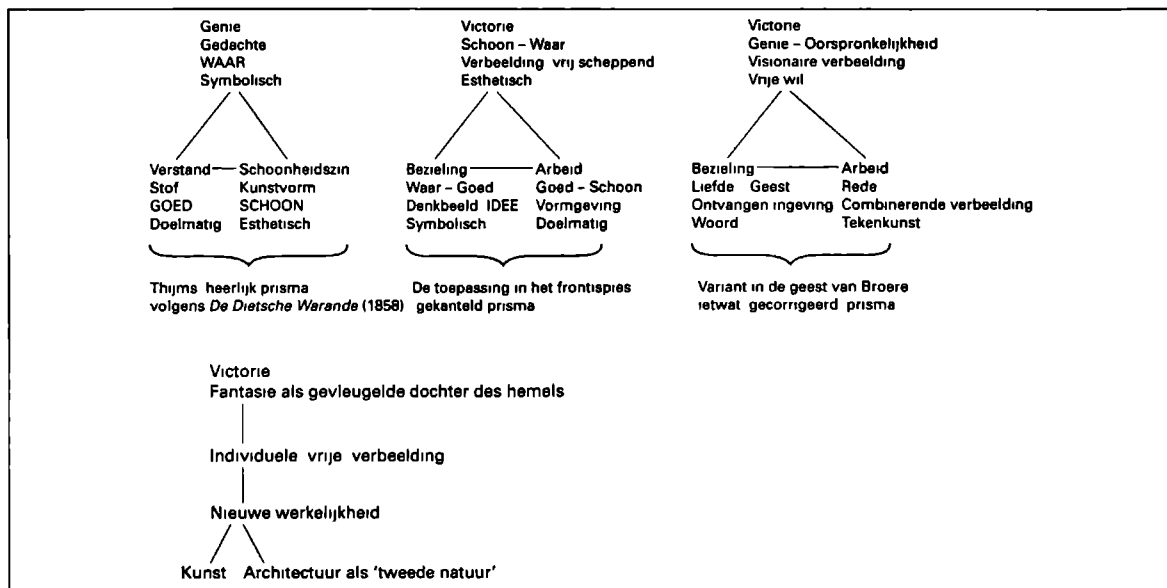 Genie
Gedachte
WAAR
Symbolisch
Verstand Schoonheidszin
Stof Kunstvorm
GOED SCHOON
Doelmatig Esthetisch
Thijms heerlijk prisma
volgens De Dietsche Warande (1858)
Victorie
Schoon – Waar
Verbeelding vrij scheppend
Esthetisch
Bezieling Arbeid
Waar – Goed Goed – Schoon
Denkbeeld IDEE Vormgeving
Symbolisch Doelmatig
De toepassing in het frontispies
gekanteld prisma
Victorie
Genie – Oorspronkelijkheid
Visionaire verbeelding
Vrije wil
Bezieling Arbeid
Liefde Geest Rede
Ontvangen ingeving Combinerende verbeelding
Woord Tekenkunst
Variant in de geest van Broere
ietwat gecorrigeerd prisma
Victorie
Fantasie als gevleugelde dochter des hemels
Individuele vrije verbeelding
Nieuwe werkelijkheid
Kunst Architectuur als 'tweede natuur'